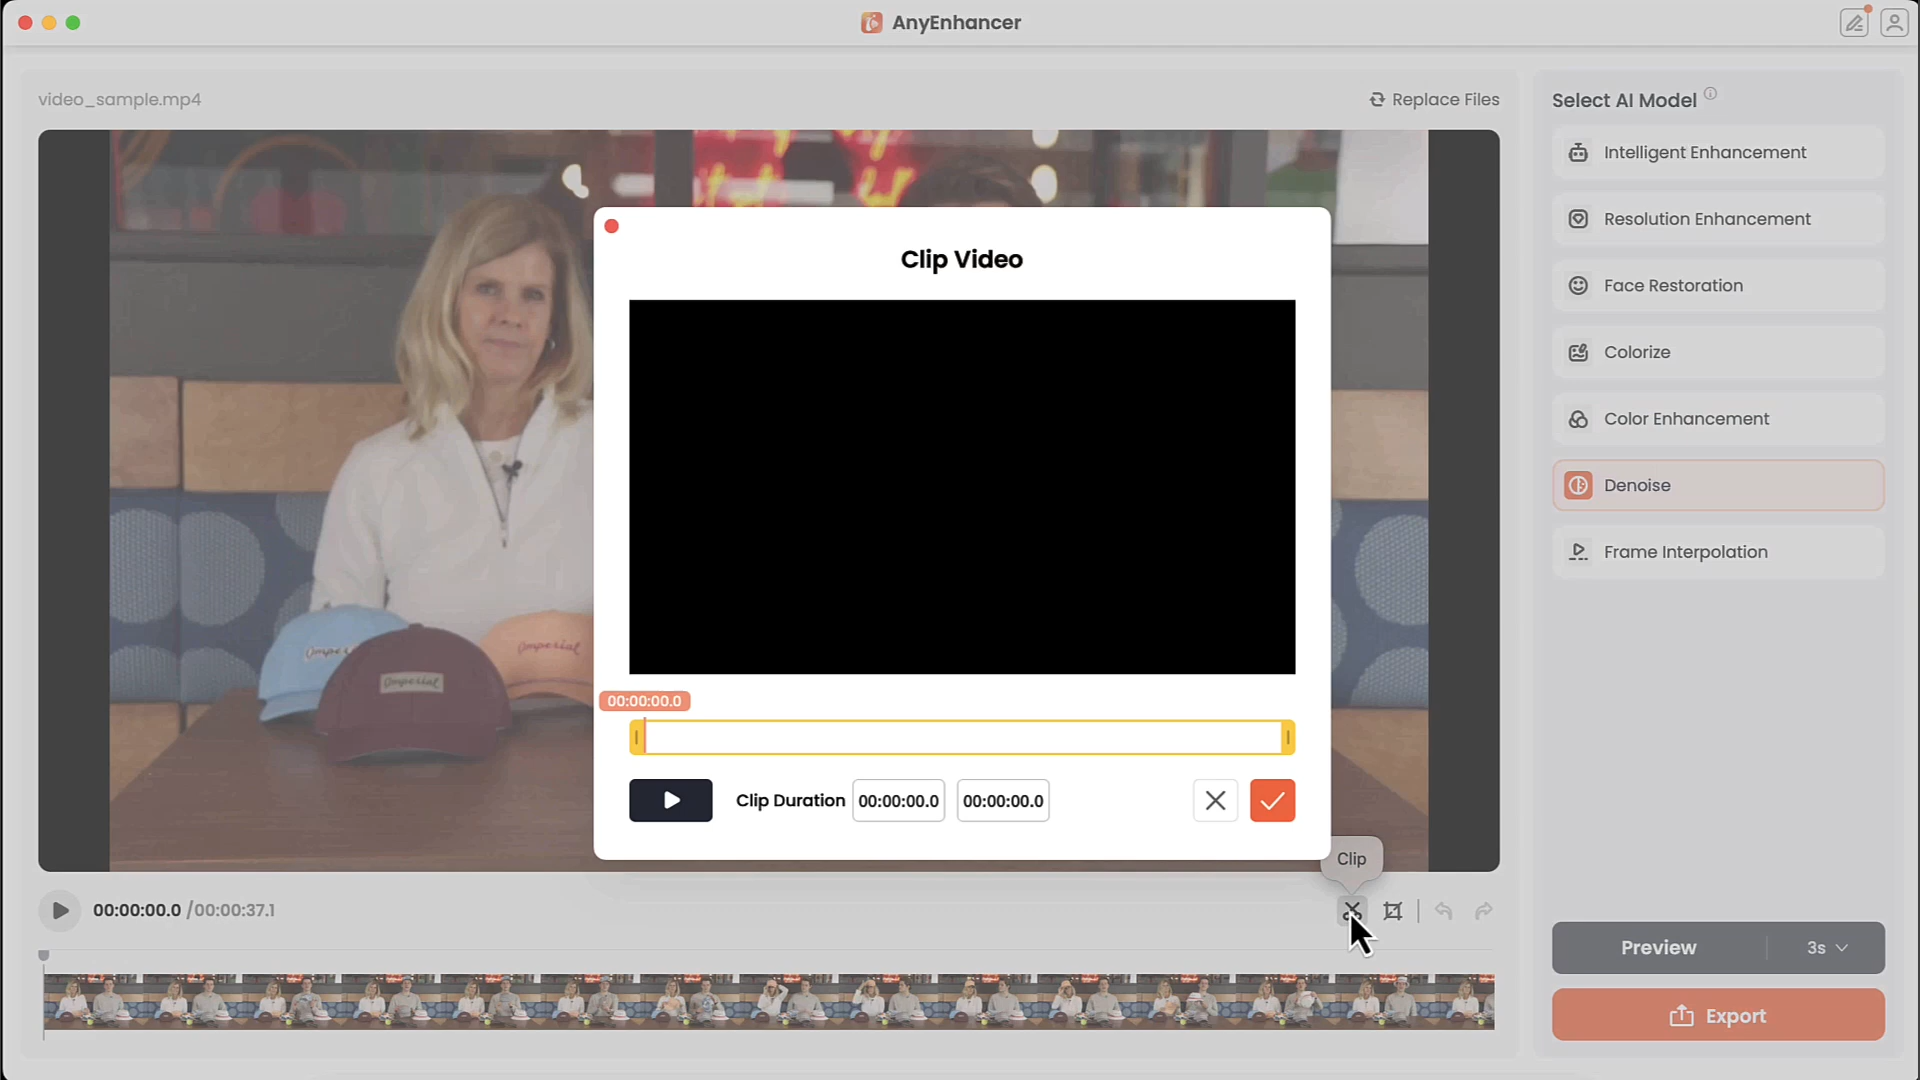 AnyEnhancer
video_sample.mp4
Replace Files
Select AI Model
Intelligent Enhancement
Resolution Enhancement
Face Restoration
Colorize
Color Enhancement
Denoise
Frame Interpolation
Clip Video
Imperial
00:00:00.0
Clip Duration 00:00:00.0 00:00:00.0
Clip
00:00:00.0 /00:00:37.1
Preview 3s
Export